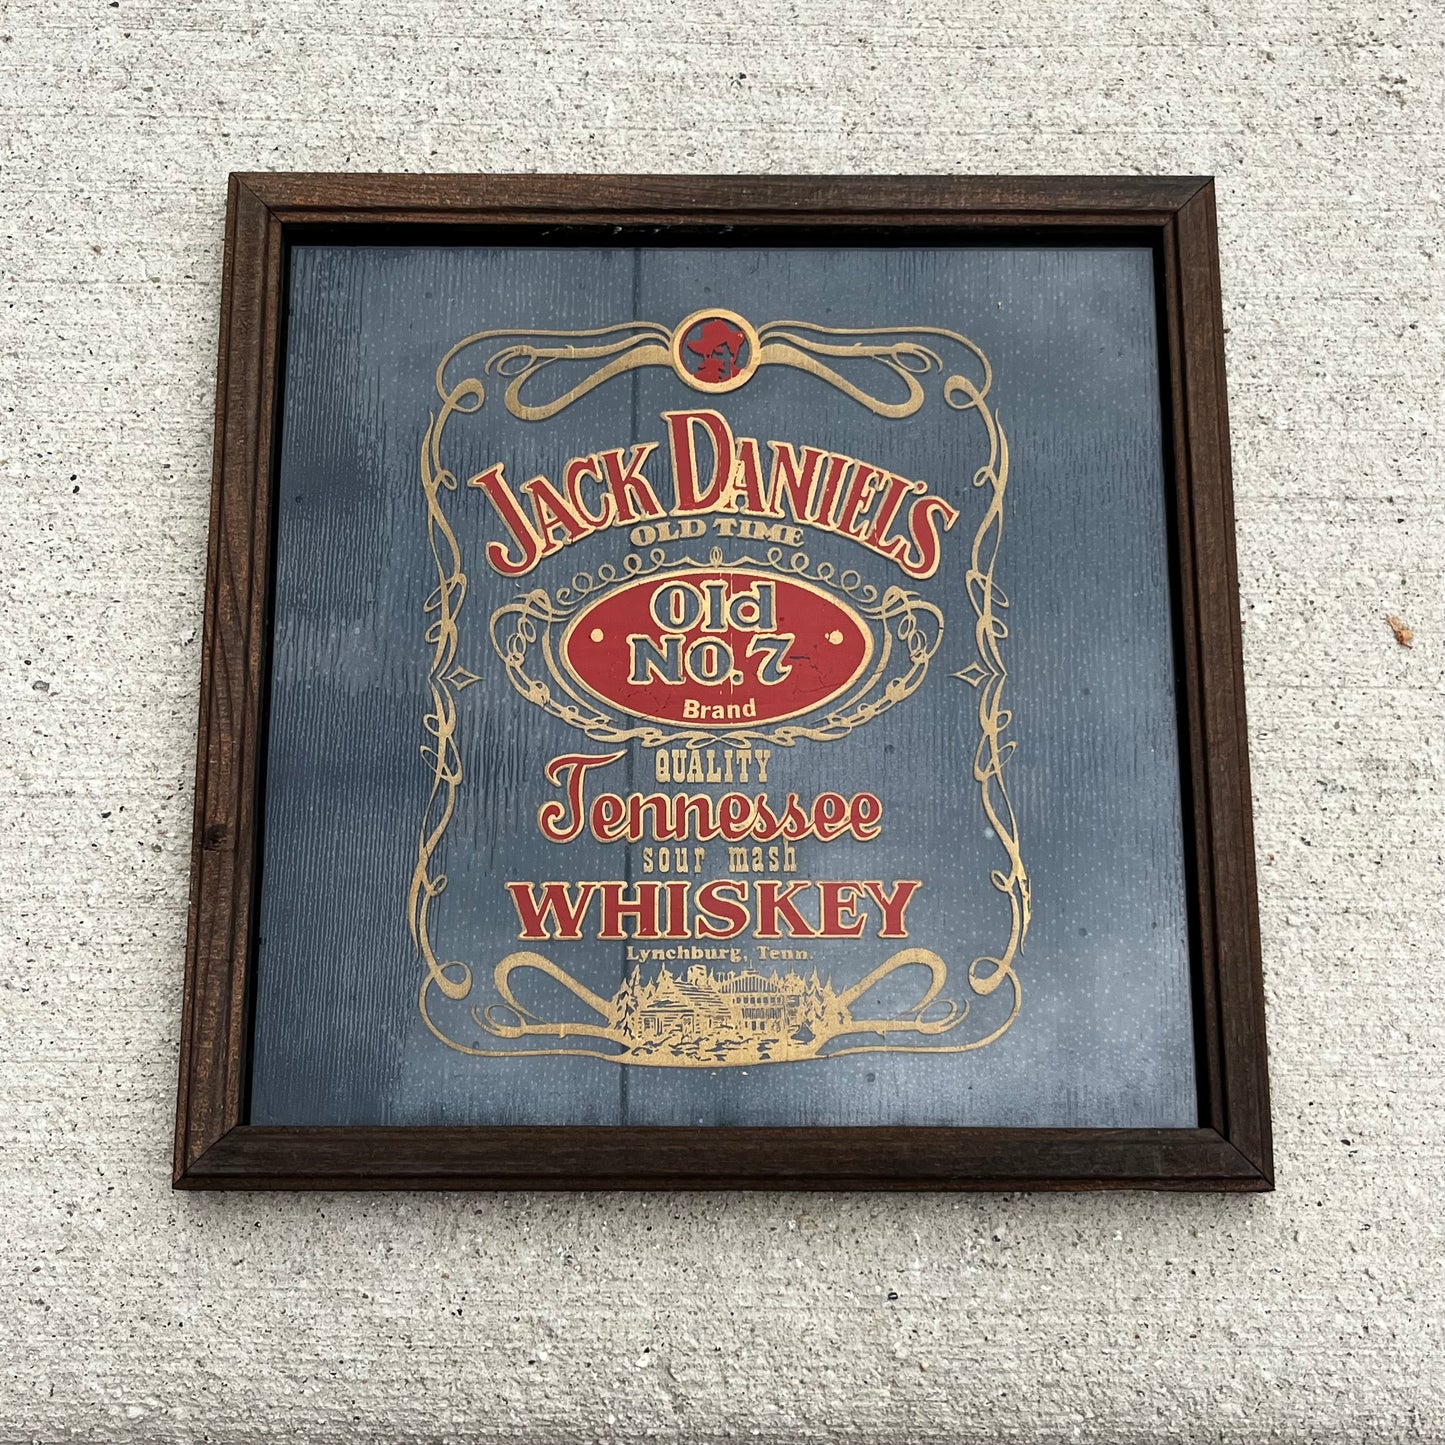 JACK DANIEL'S
OLD TIME
Old
NO. 7
Brand
QUALITY
Tennessee
sour mash
WHISKEY
Lynchburg, Tenn.